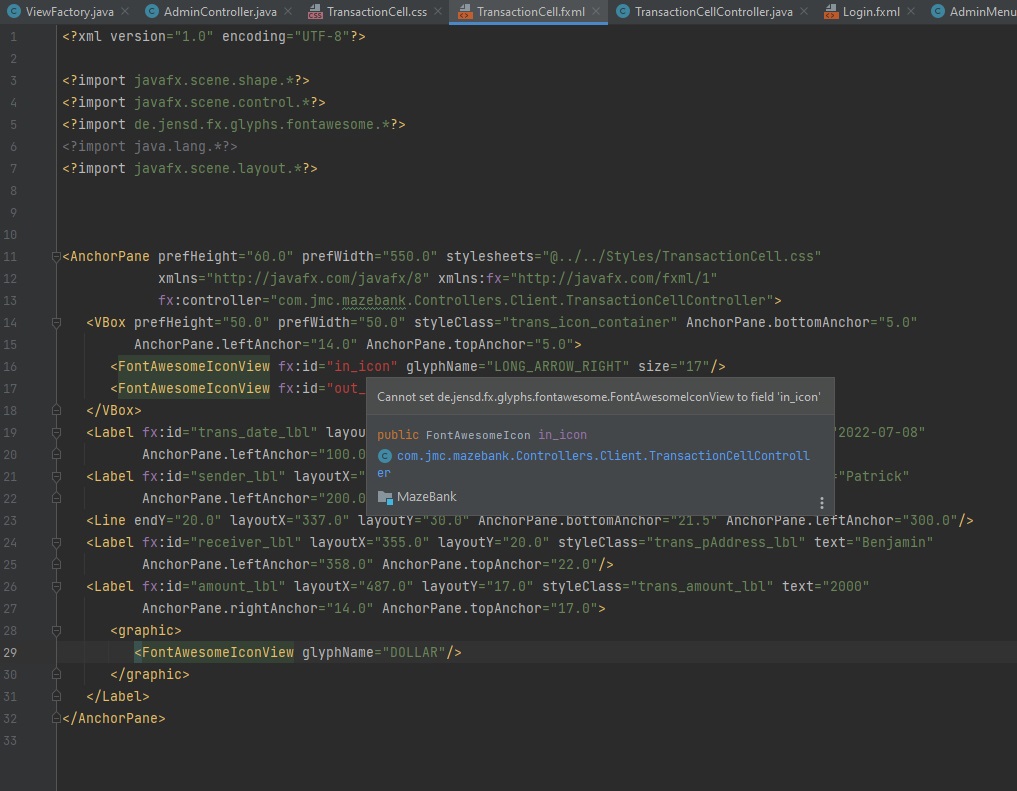 ViewFactory.java AdminController.java TransactionCell.css TransactionCell.fxml TransactionCellController.java Login.fxml AdminMenu
1 <?xml version="1.0" encoding="UTF-8"?>
2
3 <?import javafx.scene.shape.*?>
4 <?import javafx.scene.control.*?>
5 <?import de.jensd.fx.glyphs.fontawesome.*?>
6 <?import java.lang.*?>
7 <?import javafx.scene.layout.*?>
8
9
10
11 <AnchorPane prefHeight="60.0" prefWidth="550.0" stylesheets="@../../Styles/TransactionCell.css"
12 xmlns="http://javafx.com/javafx/8" xmlns:fx="http://javafx.com/fxml/1"
13 fx:controller="com.jmc.mazebank.Controllers.Client.TransactionCellController">
14 <VBox prefHeight="50.0" prefWidth="50.0" styleClass="trans_icon_container" AnchorPane.bottomAnchor="5.0"
15 AnchorPane.leftAnchor="14.0" AnchorPane.topAnchor="5.0">
16 <FontAwesomeIconView fx:id="in_icon" glyphName="LONG_ARROW_RIGHT" size="17"/>
17 <FontAwesomeIconView fx:id="out_
Cannot set de.jensd.fx.glyphs.fontawesome.FontAwesomeIconView to field 'in_icon'
public FontAwesomeIcon in_icon
com.jmc.mazebank.Controllers.Client.TransactionCellControll
er
MazeBank
18 </VBox>
19 <Label fx:id="trans_date_lbl" layou "2022-07-08"
20 AnchorPane.leftAnchor="100.0
21 <Label fx:id="sender_lbl" layoutX=" ="Patrick"
22 AnchorPane.leftAnchor="200.0
23 <Line endY="20.0" layoutX="337.0" layoutY="30.0" AnchorPane.bottomAnchor="21.5" AnchorPane.leftAnchor="300.0"/>
24 <Label fx:id="receiver_lbl" layoutX="355.0" layoutY="20.0" styleClass="trans_pAddress_lbl" text="Benjamin"
25 AnchorPane.leftAnchor="358.0" AnchorPane.topAnchor="22.0"/>
26 <Label fx:id="amount_lbl" layoutX="487.0" layoutY="17.0" styleClass="trans_amount_lbl" text="2000"
27 AnchorPane.rightAnchor="14.0" AnchorPane.topAnchor="17.0">
28 <graphic>
29 <FontAwesomeIconView glyphName="DOLLAR"/>
30 </graphic>
31 </Label>
32 </AnchorPane>
33